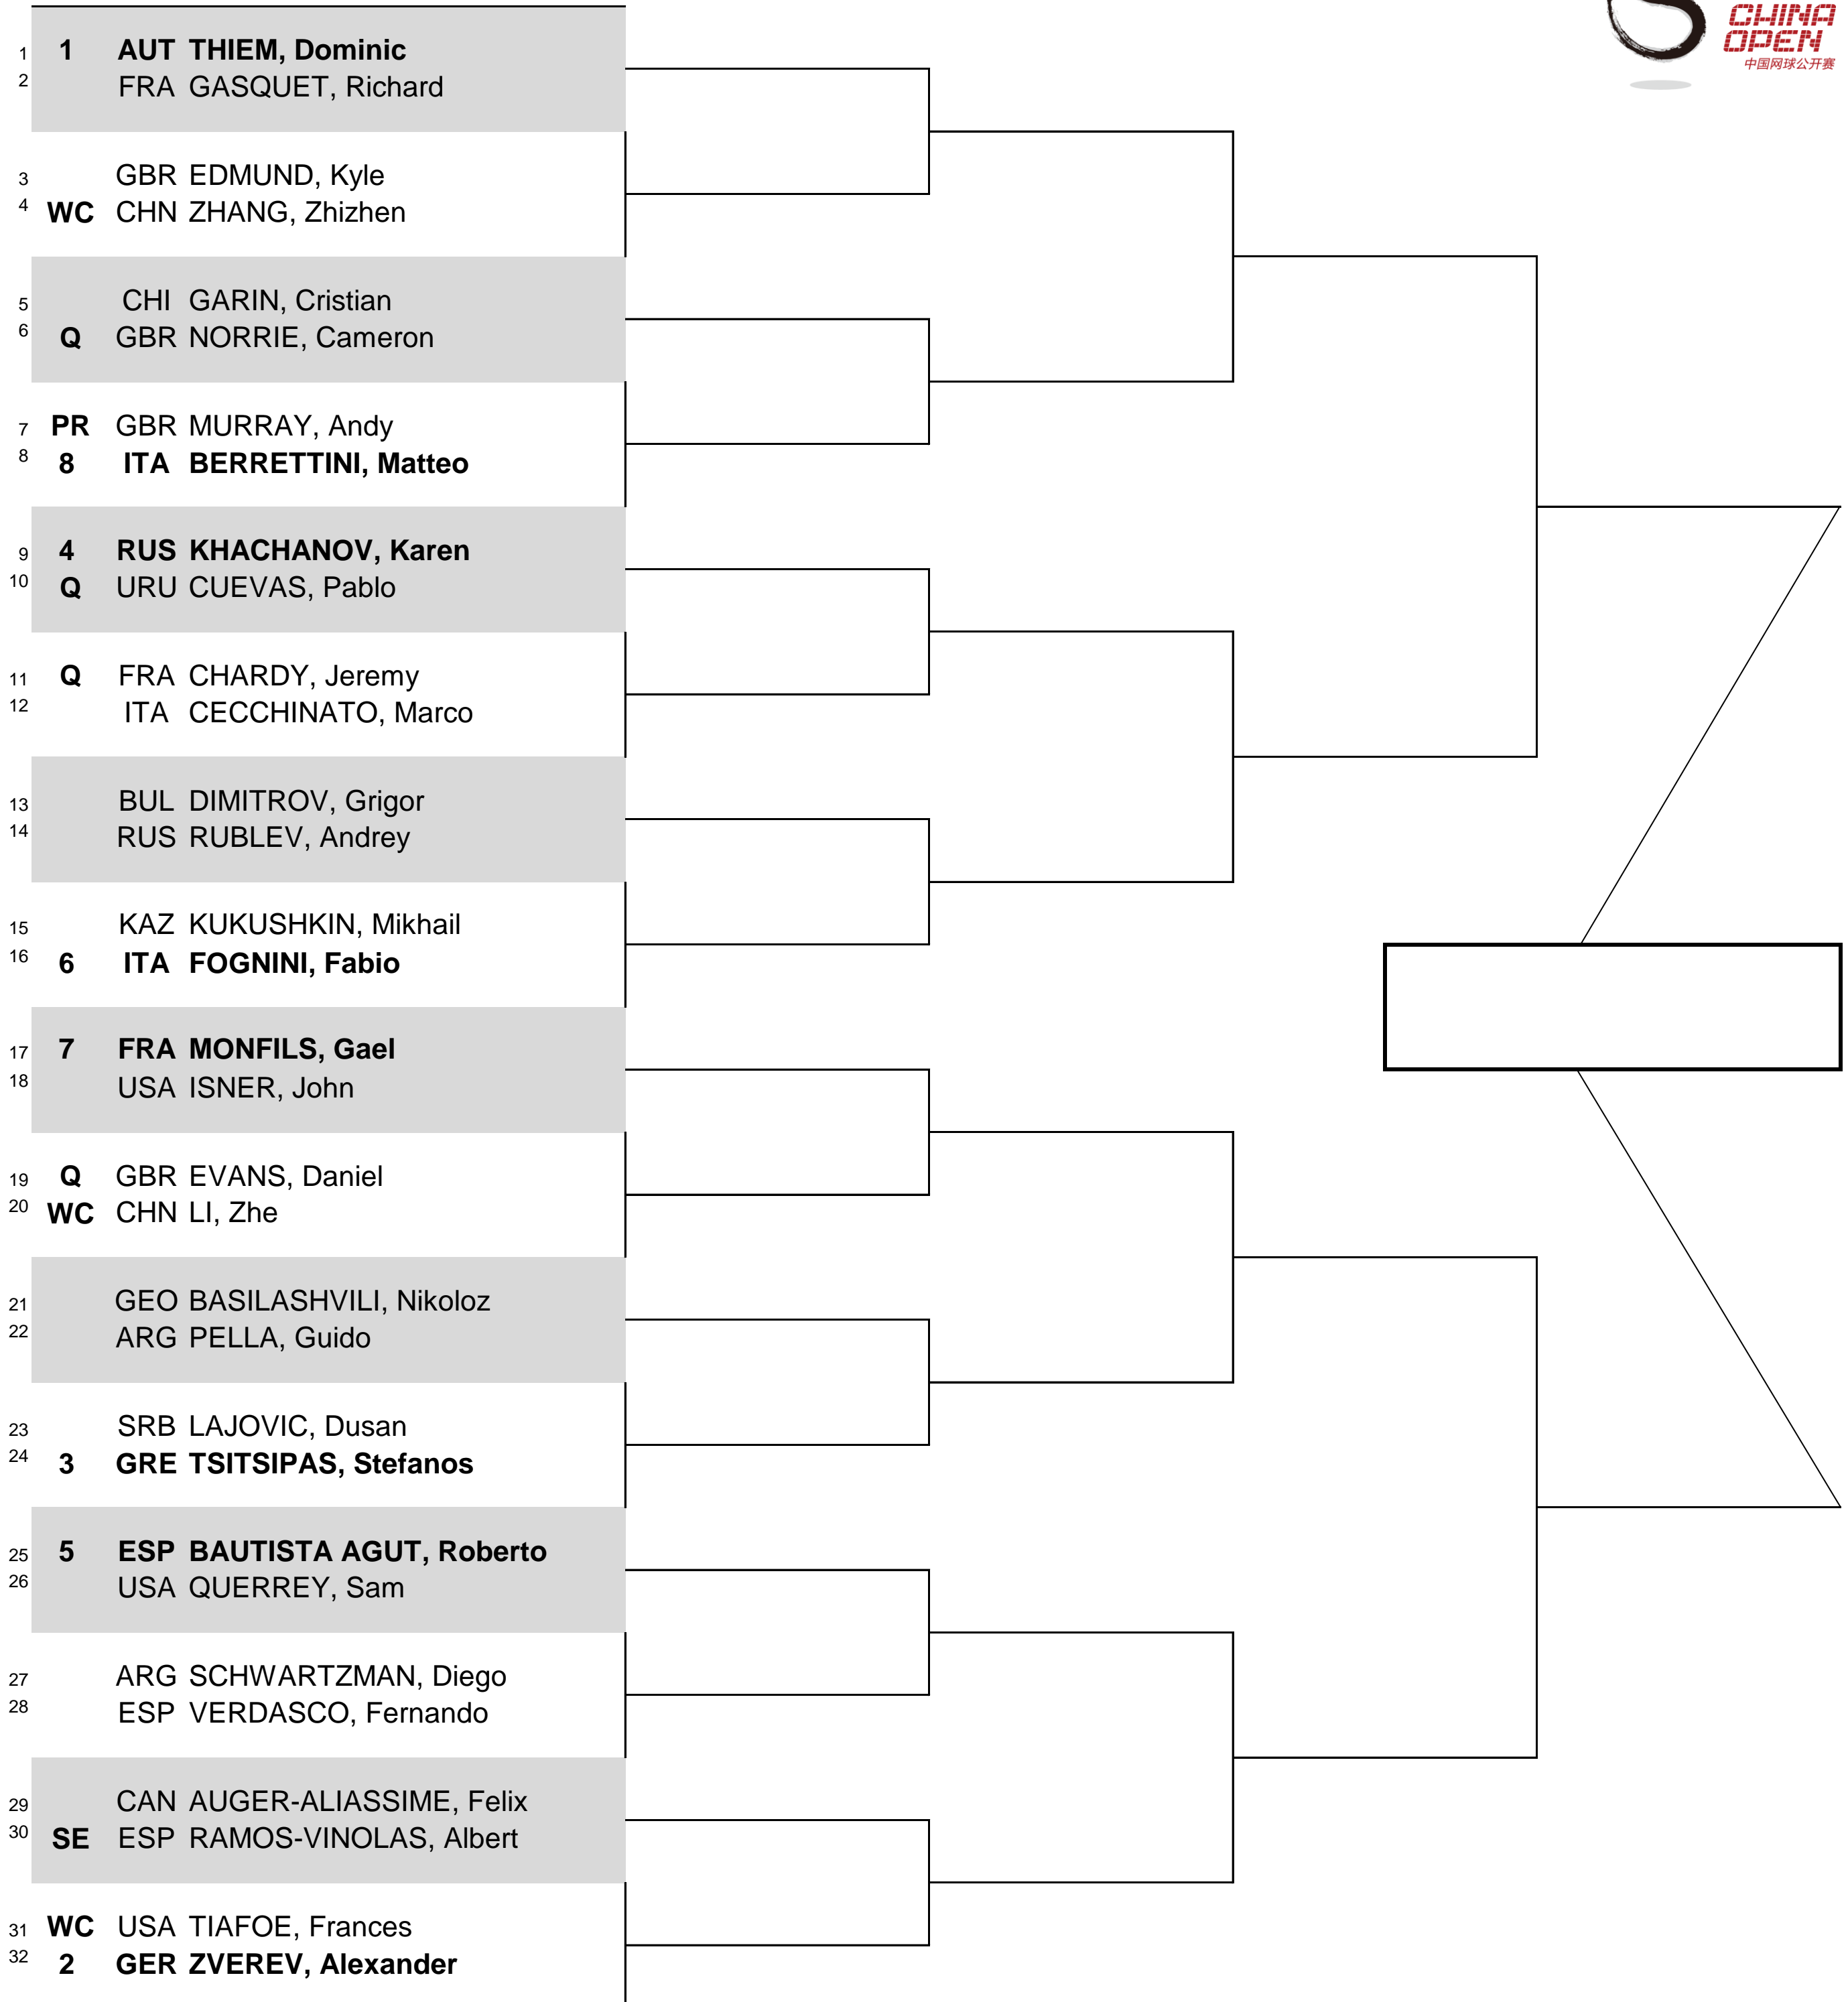 CHINA
OPEN
中国网球公开赛
1 1 AUT THIEM, Dominic
2 FRA GASQUET, Richard
3 GBR EDMUND, Kyle
4 WC CHN ZHANG, Zhizhen
5 CHI GARIN, Cristian
6 Q GBR NORRIE, Cameron
7 PR GBR MURRAY, Andy
8 8 ITA BERRETTINI, Matteo
9 4 RUS KHACHANOV, Karen
10 Q URU CUEVAS, Pablo
11 Q FRA CHARDY, Jeremy
12 ITA CECCHINATO, Marco
13 BUL DIMITROV, Grigor
14 RUS RUBLEV, Andrey
15 KAZ KUKUSHKIN, Mikhail
16 6 ITA FOGNINI, Fabio
17 7 FRA MONFILS, Gael
18 USA ISNER, John
19 Q GBR EVANS, Daniel
20 WC CHN LI, Zhe
21 GEO BASILASHVILI, Nikoloz
22 ARG PELLA, Guido
23 SRB LAJOVIC, Dusan
24 3 GRE TSITSIPAS, Stefanos
25 5 ESP BAUTISTA AGUT, Roberto
26 USA QUERREY, Sam
27 ARG SCHWARTZMAN, Diego
28 ESP VERDASCO, Fernando
29 CAN AUGER-ALIASSIME, Felix
30 SE ESP RAMOS-VINOLAS, Albert
31 WC USA TIAFOE, Frances
32 2 GER ZVEREV, Alexander